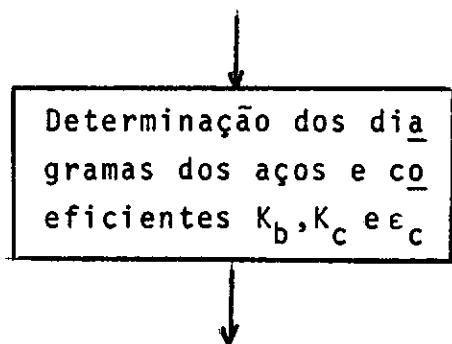 Determinação dos dia
gramas dos aços e co
eficientes K_b, K_c e ε_c